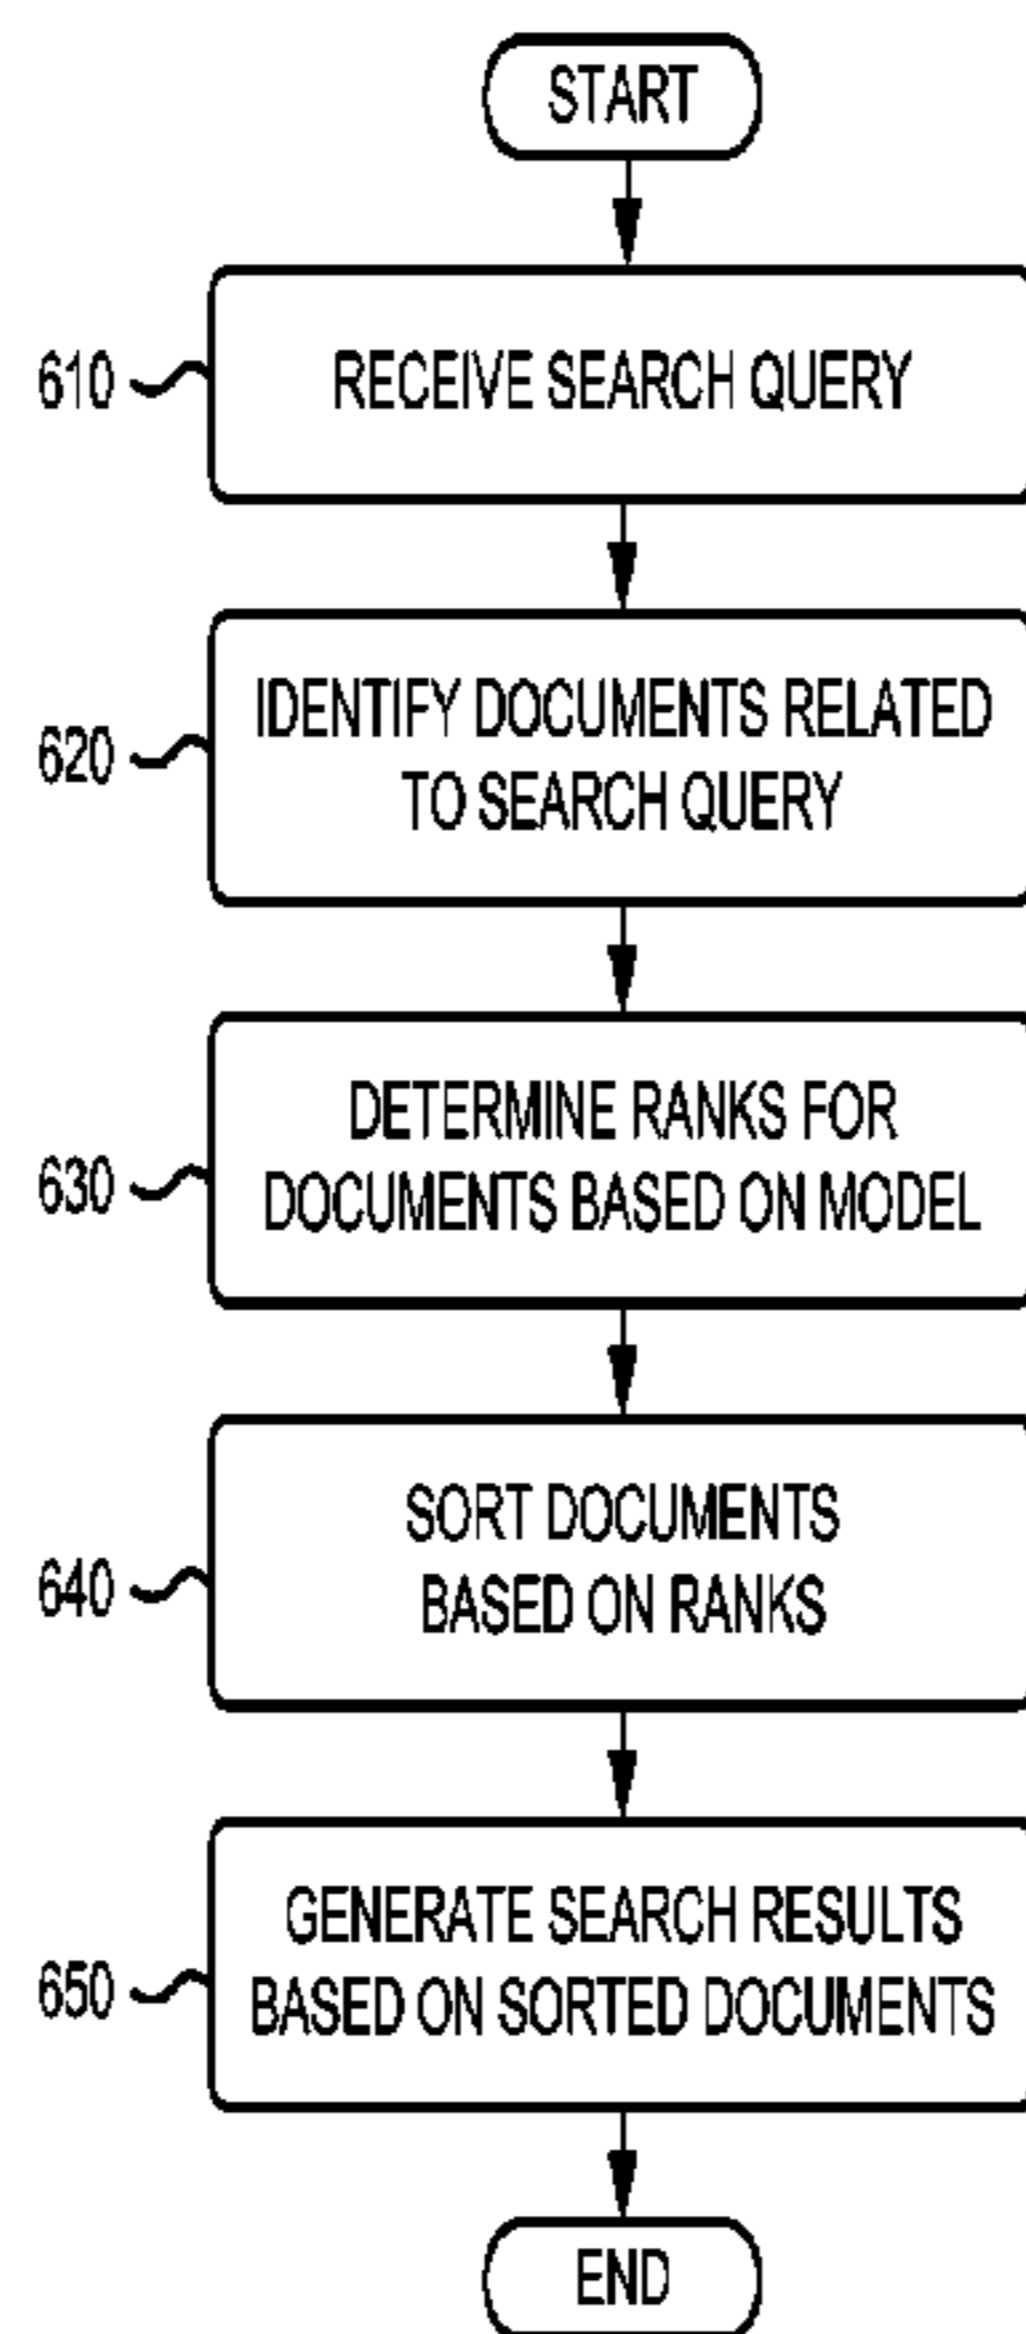 START
610
RECEIVE SEARCH QUERY
620
IDENTIFY DOCUMENTS RELATED
TO SEARCH QUERY
630
DETERMINE RANKS FOR
DOCUMENTS BASED ON MODEL
640
SORT DOCUMENTS
BASED ON RANKS
650
GENERATE SEARCH RESULTS
BASED ON SORTED DOCUMENTS
END